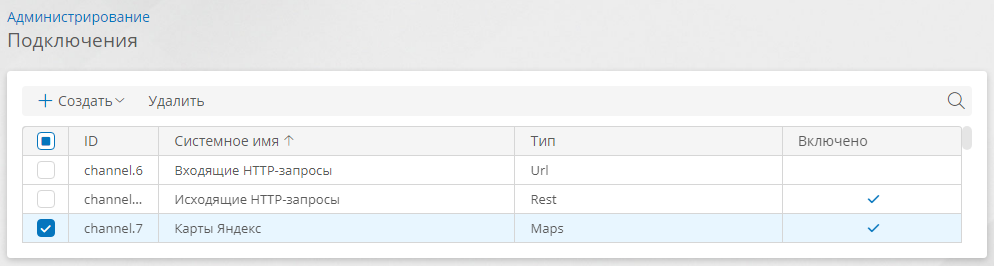 Администрирование
Подключения
Создать Удалить
ID Системное имя Тип Включено
channel.6 Входящие HTTP-запросы Url
channel... Исходящие HTTP-запросы Rest
channel.7 Карты Яндекс Maps